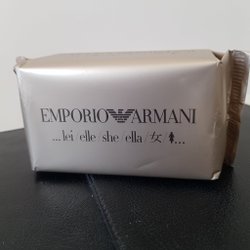 EMPORIO ARMANI
...lei/elle/she/ella/女/...